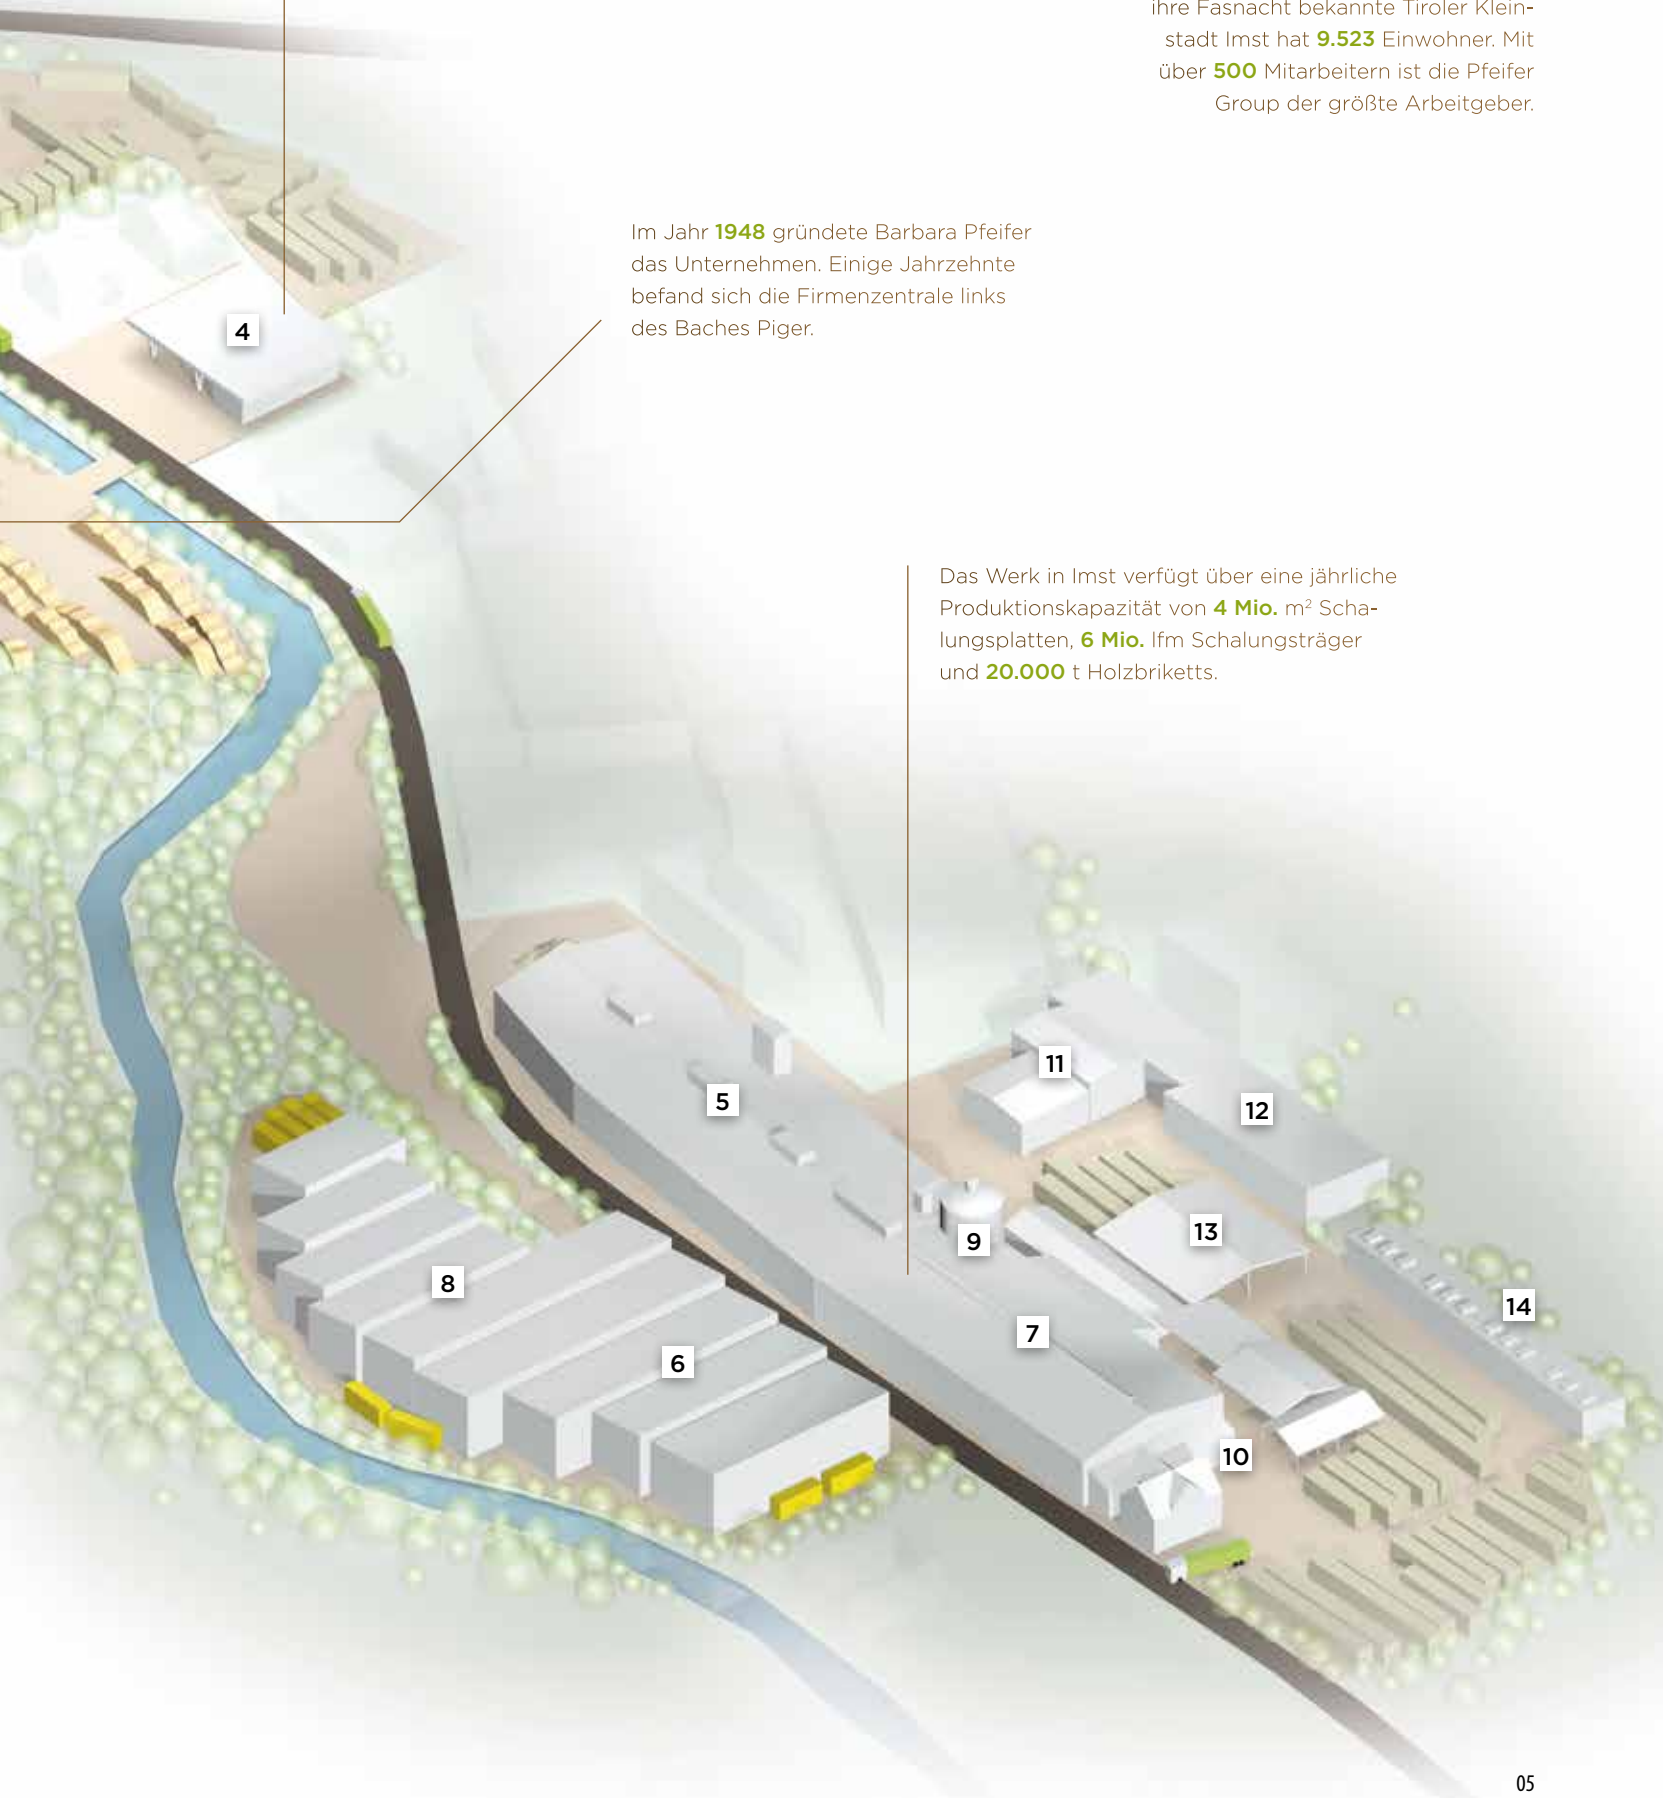 ihre Fasnacht bekannte Tiroler Klein-
stadt Imst hat 9.523 Einwohner. Mit
über 500 Mitarbeitern ist die Pfeifer
Group der größte Arbeitgeber.
Im Jahr 1948 gründete Barbara Pfeifer
das Unternehmen. Einige Jahrzehnte
befand sich die Firmenzentrale links
des Baches Piger.
4
Das Werk in Imst verfügt über eine jährliche
Produktionskapazität von 4 Mio. m² Scha-
lungsplatten, 6 Mio. lfm Schalungsträger
und 20.000 t Holzbriketts.
11
5
12
13
9
8
14
7
6
10
05